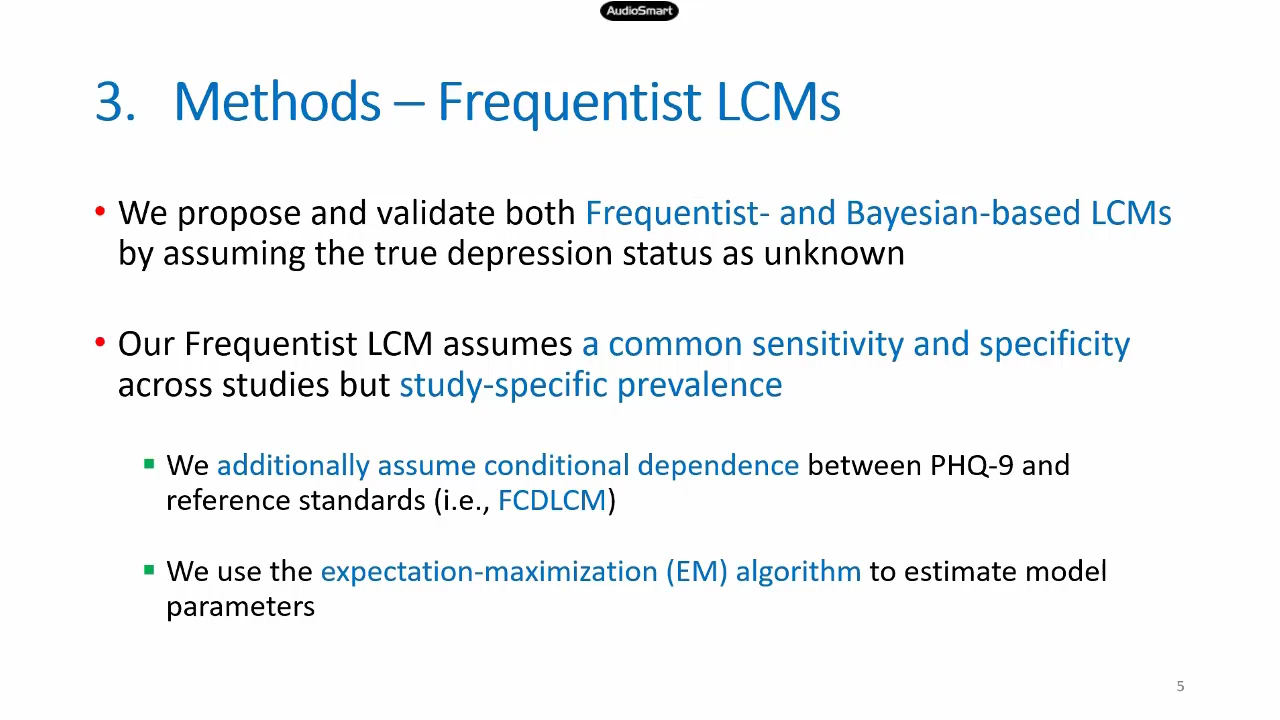 AudioSmart
3. Methods – Frequentist LCMs
• We propose and validate both Frequentist- and Bayesian-based LCMs
by assuming the true depression status as unknown
• Our Frequentist LCM assumes a common sensitivity and specificity
across studies but study-specific prevalence
▪ We additionally assume conditional dependence between PHQ-9 and
reference standards (i.e., FCDLCM)
▪ We use the expectation-maximization (EM) algorithm to estimate model
parameters
5